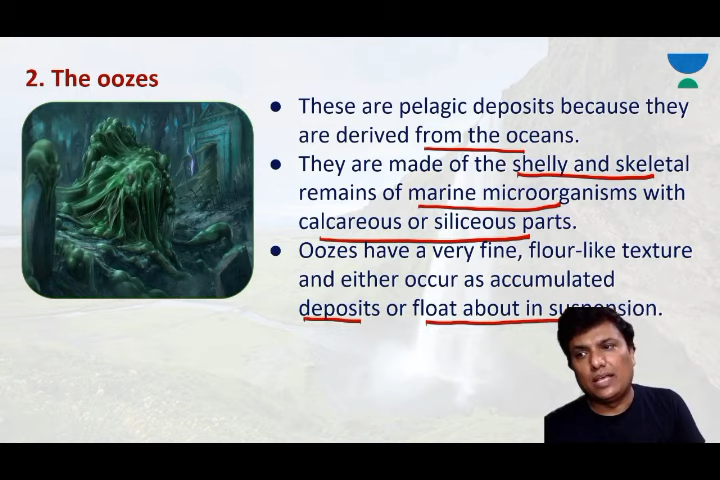 2. The oozes
● These are pelagic deposits because they
are derived from the oceans.
● They are made of the shelly and skeletal
remains of marine microorganisms with
calcareous or siliceous parts.
● Oozes have a very fine, flour-like texture
and either occur as accumulated
deposits or float about in suspension.